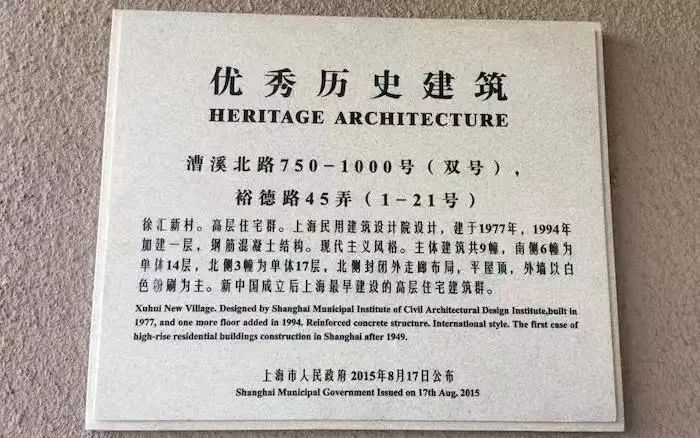 优秀历史建筑
HERITAGE ARCHITECTURE
漕溪北路750-1000号（双号），
裕德路45弄（1-21号）
徐汇新村。高层住宅群。上海民用建筑设计院设计，建于1977年，1994年
加建一层，钢筋混凝土结构。现代主义风格。主体建筑共9幢，南侧6幢为
单体14层，北侧3幢为单体17层，北侧封闭外走廊布局，平屋顶，外墙以白
色粉刷为主。新中国成立后上海最早建设的高层住宅建筑群。
Xuhui New Village. Designed by Shanghai Municipal Institute of Civil Architectural Design Institute,built in
1977, and one more floor added in 1994. Reinforced concrete structure. International style. The first case of
high-rise residential buildings construction in Shanghai after 1949.
上海市人民政府 2015年8月17日公布
Shanghai Municipal Government Issued on 17th Aug. 2015